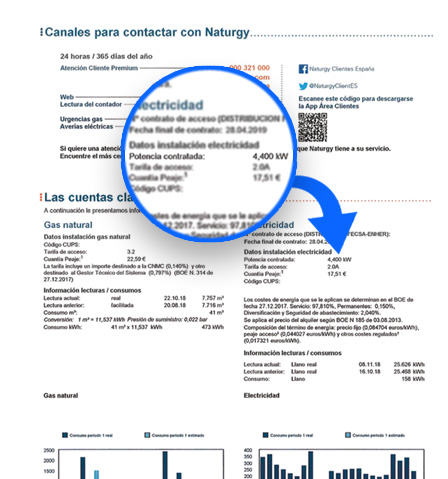 Canales para contactar con Naturgy
24 horas / 365 días del año
Atención Cliente Premium
900 321 000
.com
Web
Lectura del contador
Urgencias gas
Averías eléctricas
Si quiere una atenci
Encuentre el más ce
Naturgy Clientes España
@NaturgyClientES
Escanee este código para descargarse
la App Área Clientes
que Naturgy tiene a su servicio.
lectricidad
Nº contrato de acceso (DISTRIBUCION
Fecha final de contrato: 28.04.2019
Datos instalación electricidad
Potencia contratada: 4,400 kW
Tarifa de acceso: 2.0A
Cuantía Peaje:¹ 17,51 €
Código CUPS:
stes de energía que se le aplic
.12.2017. Servicio: 97,810%
Las cuentas cla
A continuación le presentamos infor
Gas natural
Datos instalación gas natural
Código CUPS:
Tarifa de acceso: 3.2
Cuantía Peaje:¹ 22,59 €
La tarifa incluye un importe destinado a la CNMC (0,140%) y otro
destinado al Gestor Técnico del Sistema (0,797%) (BOE N. 314 de
27.12.2017)
Información lecturas / consumos
Lectura actual: real 22.10.18 7.757 m³
Lectura anterior: facilitada 20.08.18 7.716 m³
Consumo m³: 41 m³
Conversión: 1 m³ = 11,537 kWh Presión de suministro: 0,022 bar
Consumo kWh: 41 m³ x 11,537 kWh 473 kWh
ctricidad
contrato de acceso FECSA-ENHER):
Fecha final de contrato: 28.04.2
Datos instalación electricidad
Potencia contratada: 4,400 kW
Tarifa de acceso: 2.0A
Cuantía Peaje:¹ 17,51 €
Código CUPS:
Los costes de energía que se le aplican se determinan en el BOE de
fecha 27.12.2017. Servicio: 97,810%, Permanentes: 0,150%,
Diversificación y Seguridad de abastecimiento: 2,040%.
Se aplica el precio del alquiler según BOE N 185 de 03.08.2013.
Composición del término de energía: precio fijo (0,084704 euros/kWh),
peaje acceso² (0,044027 euros/kWh) y otros costes regulados³
(0,017321 euros/kWh).
Información lecturas / consumos
Lectura actual: Llano real 08.11.18 25.626 kWh
Lectura anterior: Llano real 16.10.18 25.468 kWh
Consumo: Llano 158 kWh
Gas natural
Consumo periodo 1 real
Consumo periodo 1 estimado
2500
2000
1500
Electricidad
Consumo periodo 1 real
Consumo periodo 1 estimado
400
350
300
250
200